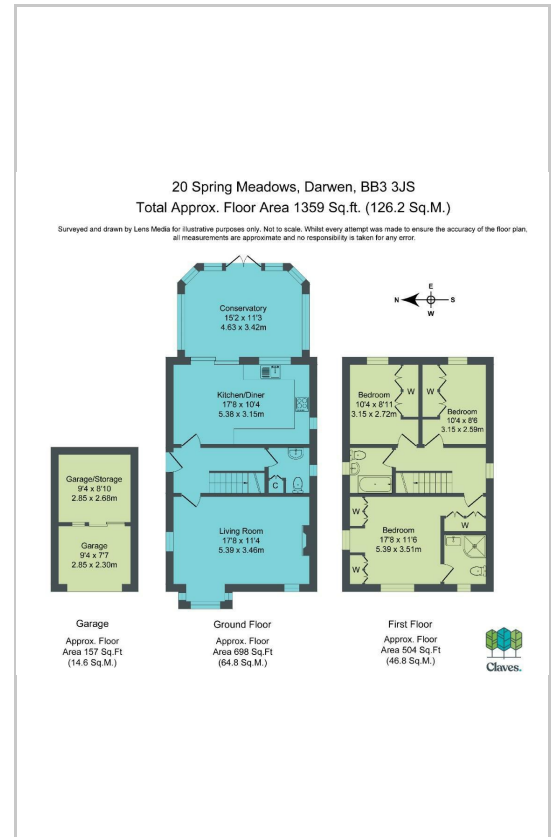 20 Spring Meadows, Darwen, BB3 3JS
Total Approx. Floor Area 1359 Sq.ft. (126.2 Sq.M.)
Surveyed and drawn by Lens Media for illustrative purposes only. Not to scale. Whilst every attempt was made to ensure the accuracy of the floor plan,
all measurements are approximate and no responsibility is taken for any error.
E
N
S
W
Conservatory
15'2 x 11'3
4.63 x 3.42m
Kitchen/Diner
17'8 x 10'4
5.38 x 3.15m
C
Living Room
17'8 x 11'4
5.39 x 3.46m
Bedroom
10'4 x 8'11
3.15 x 2.72m
W
W
Bedroom
10'4 x 8'6
3.15 x 2.59m
W
W
Bedroom
17'8 x 11'6
5.39 x 3.51m
W
Garage/Storage
9'4 x 8'10
2.85 x 2.68m
Garage
9'4 x 7'7
2.85 x 2.30m
Garage
Approx. Floor
Area 157 Sq.Ft
(14.6 Sq.M.)
Ground Floor
Approx. Floor
Area 698 Sq.Ft
(64.8 Sq.M.)
First Floor
Approx. Floor
Area 504 Sq.Ft
(46.8 Sq.M.)
Claves.